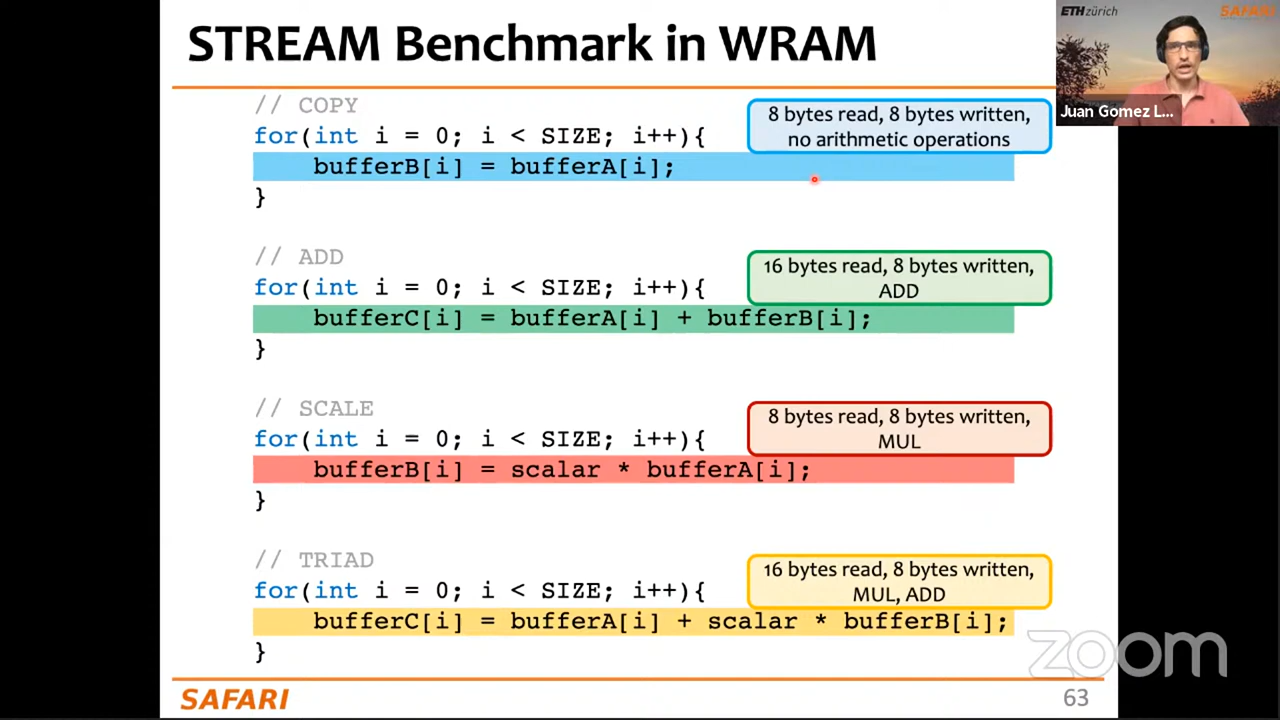 STREAM Benchmark in WRAM
ETH zürich
SAFARI
Juan Gomez L...
// COPY
for(int i = 0; i < SIZE; i++){
bufferB[i] = bufferA[i];
}
8 bytes read, 8 bytes written,
no arithmetic operations
// ADD
for(int i = 0; i < SIZE; i++){
bufferC[i] = bufferA[i] + bufferB[i];
}
16 bytes read, 8 bytes written,
ADD
// SCALE
for(int i = 0; i < SIZE; i++){
bufferB[i] = scalar * bufferA[i];
}
8 bytes read, 8 bytes written,
MUL
// TRIAD
for(int i = 0; i < SIZE; i++){
bufferC[i] = bufferA[i] + scalar * bufferB[i];
}
16 bytes read, 8 bytes written,
MUL, ADD
zoom
SAFARI
63